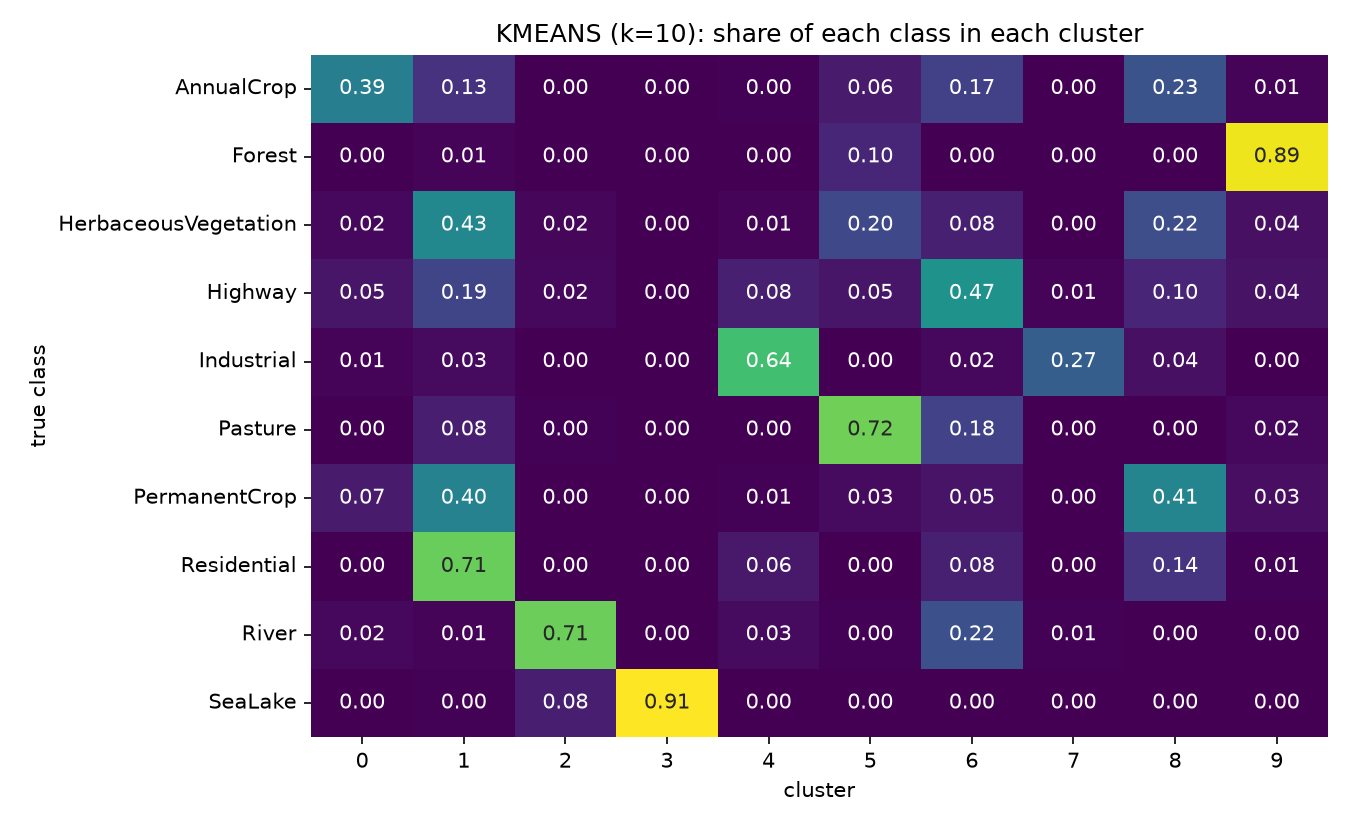 KMEANS (k=10): share of each class in each cluster
AnnualCrop 0.39 0.13 0.00 0.00 0.00 0.06 0.17 0.00 0.23 0.01
Forest 0.00 0.01 0.00 0.00 0.00 0.10 0.00 0.00 0.00 0.89
HerbaceousVegetation 0.02 0.43 0.02 0.00 0.01 0.20 0.08 0.00 0.22 0.04
Highway 0.05 0.19 0.02 0.00 0.08 0.05 0.47 0.01 0.10 0.04
Industrial 0.01 0.03 0.00 0.00 0.64 0.00 0.02 0.27 0.04 0.00
Pasture 0.00 0.08 0.00 0.00 0.00 0.72 0.18 0.00 0.00 0.02
PermanentCrop 0.07 0.40 0.00 0.00 0.01 0.03 0.05 0.00 0.41 0.03
Residential 0.00 0.71 0.00 0.00 0.06 0.00 0.08 0.00 0.14 0.01
River 0.02 0.01 0.71 0.00 0.03 0.00 0.22 0.01 0.00 0.00
SeaLake 0.00 0.00 0.08 0.91 0.00 0.00 0.00 0.00 0.00 0.00
0 1 2 3 4 5 6 7 8 9
cluster
true class